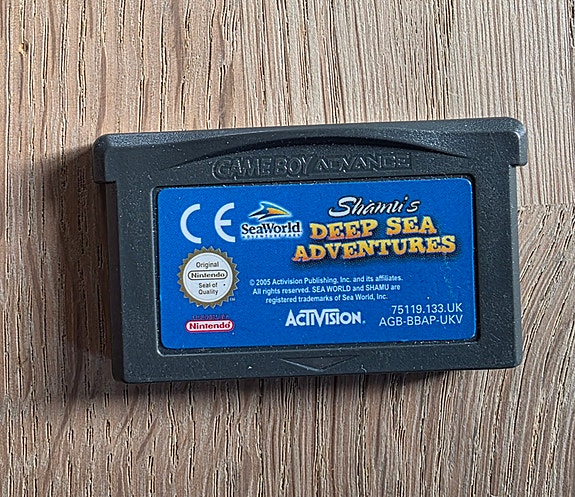 GAME BOY ADVANCE
CE
SeaWorld
Shamu's
DEEP SEA
ADVENTURES
Original
Nintendo
Seal of
Quality
© 2005 Activision Publishing, Inc. and its affiliates.
All rights reserved. SEA WORLD and SHAMU are
registered trademarks of Sea World, Inc.
Nintendo
ACTIVISION.
75119.133.UK
AGB-BBAP-UKV